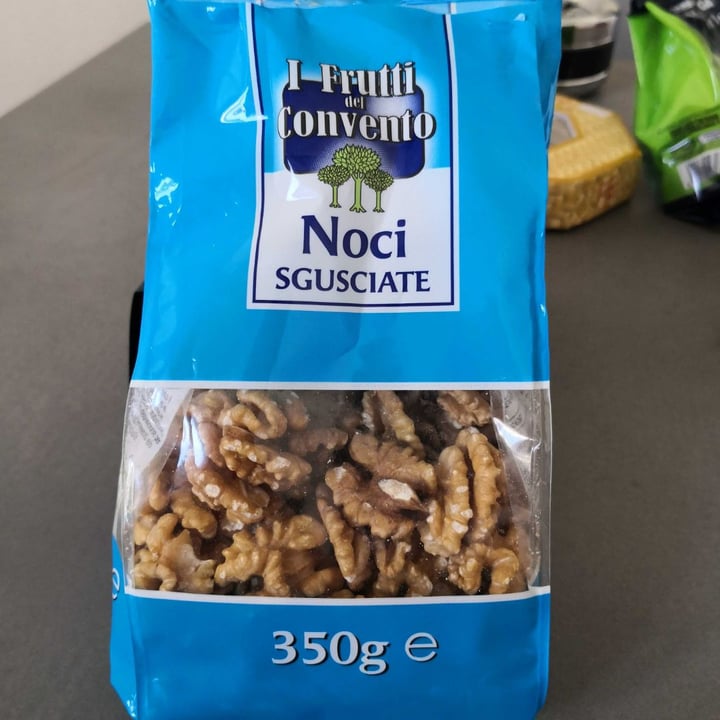 I Frutti
del
Convento
Noci
SGUSCIATE
350g ℮